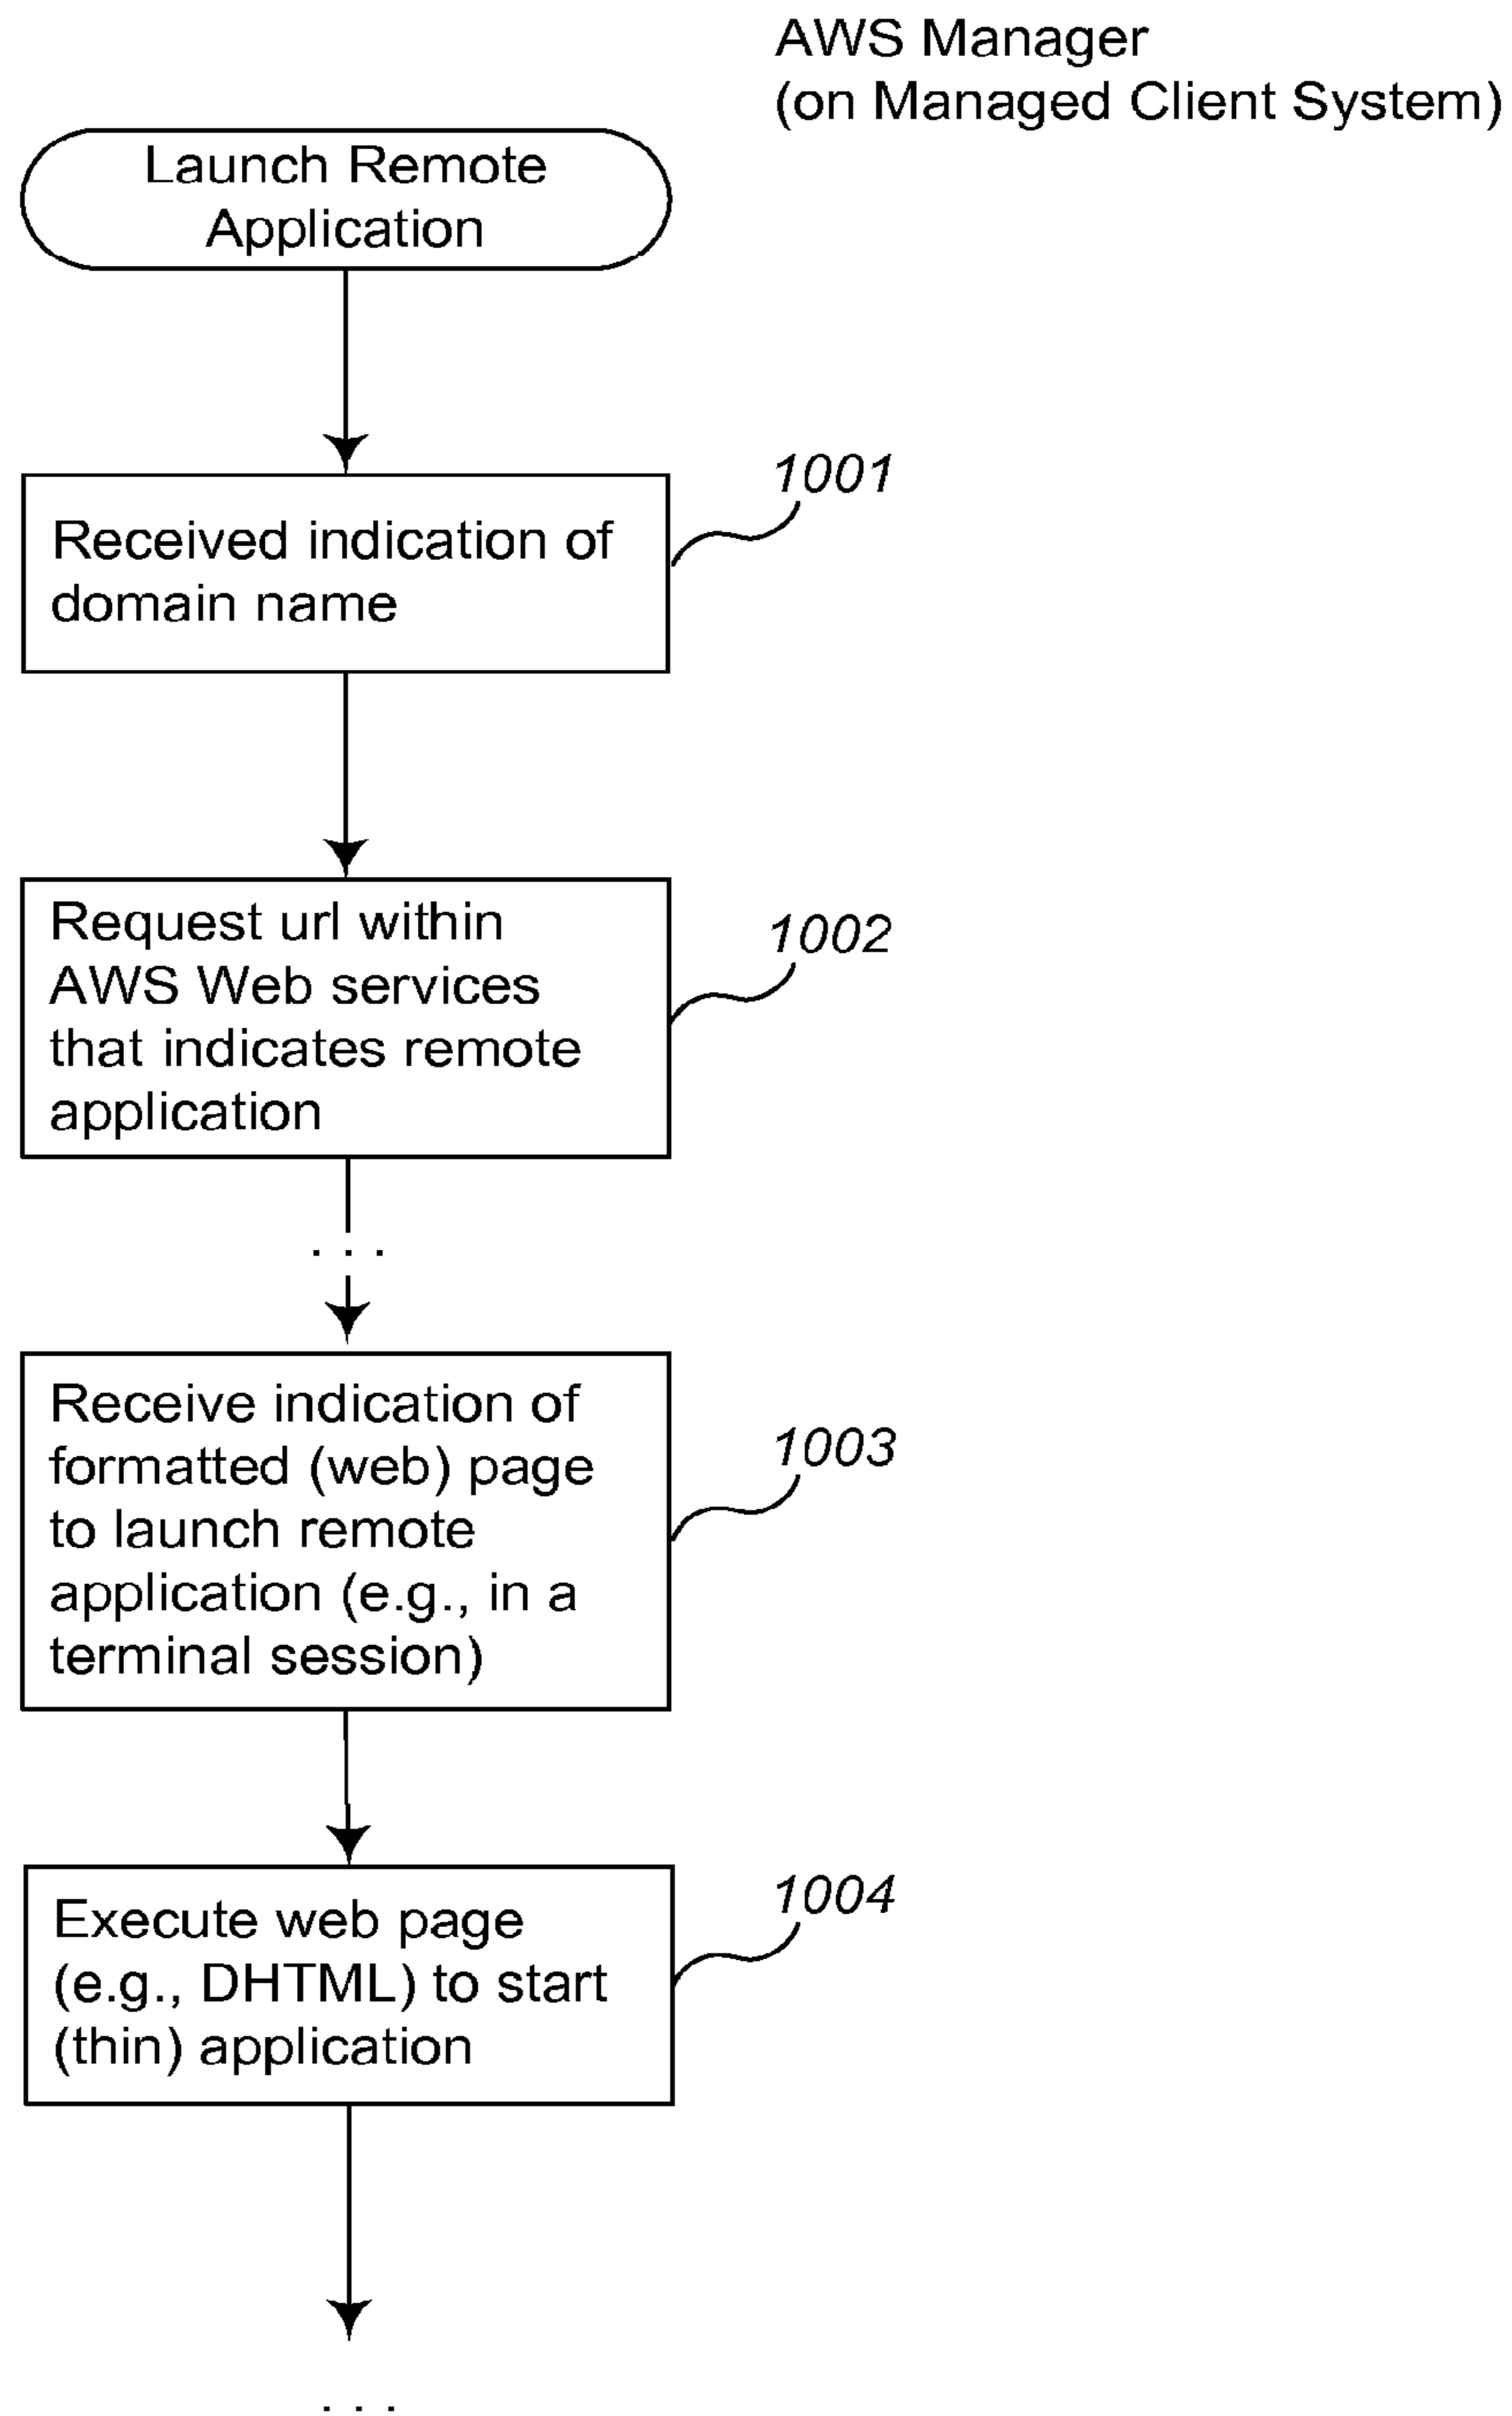 AWS Manager
(on Managed Client System)
Launch Remote
Application
1001
Received indication of
domain name
1002
Request url within
AWS Web services
that indicates remote
application
. . .
1003
Receive indication of
formatted (web) page
to launch remote
application (e.g., in a
terminal session)
1004
Execute web page
(e.g., DHTML) to start
(thin) application
. . .